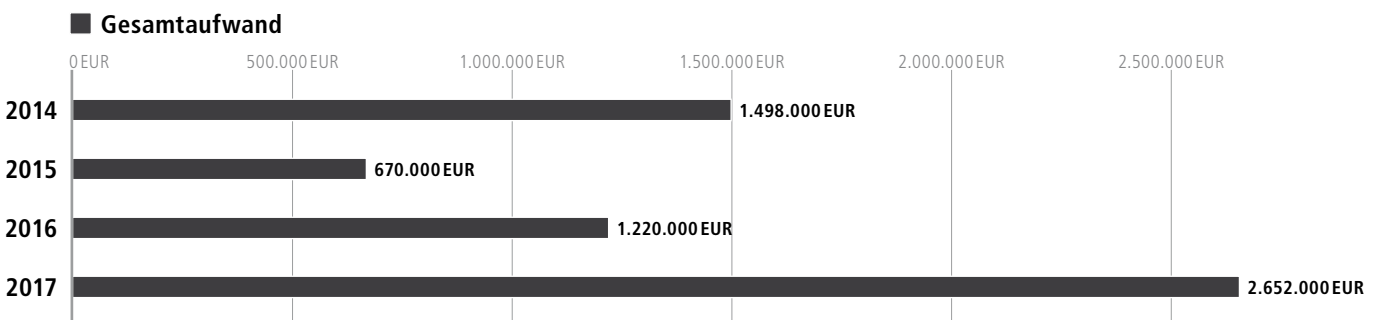 Gesamtaufwand
0 EUR 500.000 EUR 1.000.000 EUR 1.500.000 EUR 2.000.000 EUR 2.500.000 EUR
2014 1.498.000 EUR
2015 670.000 EUR
2016 1.220.000 EUR
2017 2.652.000 EUR